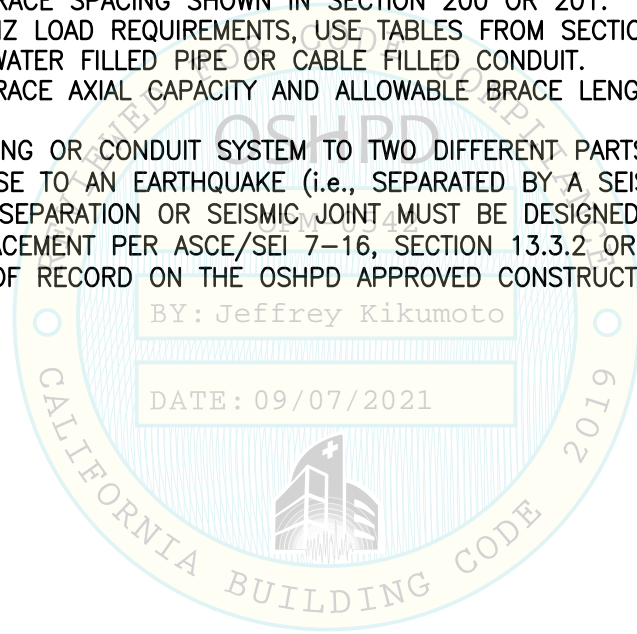 RACE SPACING SHOWN IN SECTION 200 OR 201.
IZ LOAD REQUIREMENTS, USE TABLES FROM SECTIO
WATER FILLED PIPE OR CABLE FILLED CONDUIT.
RACE AXIAL CAPACITY AND ALLOWABLE BRACE LENG
NG OR CONDUIT SYSTEM TO TWO DIFFERENT PARTS
SE TO AN EARTHQUAKE (i.e., SEPARATED BY A SEIS
SEPARATION OR SEISMIC JOINT MUST BE DESIGNED
ACEMENT PER ASCE/SEI 7-16, SECTION 13.3.2 OR
OF RECORD ON THE OSHPD APPROVED CONSTRUCT
REVIEWED FOR CODE COMPLIANCE
OSHPD
OPM-0342
BY: Jeffrey Kikumoto
DATE: 09/07/2021
CALIFORNIA BUILDING CODE 2019